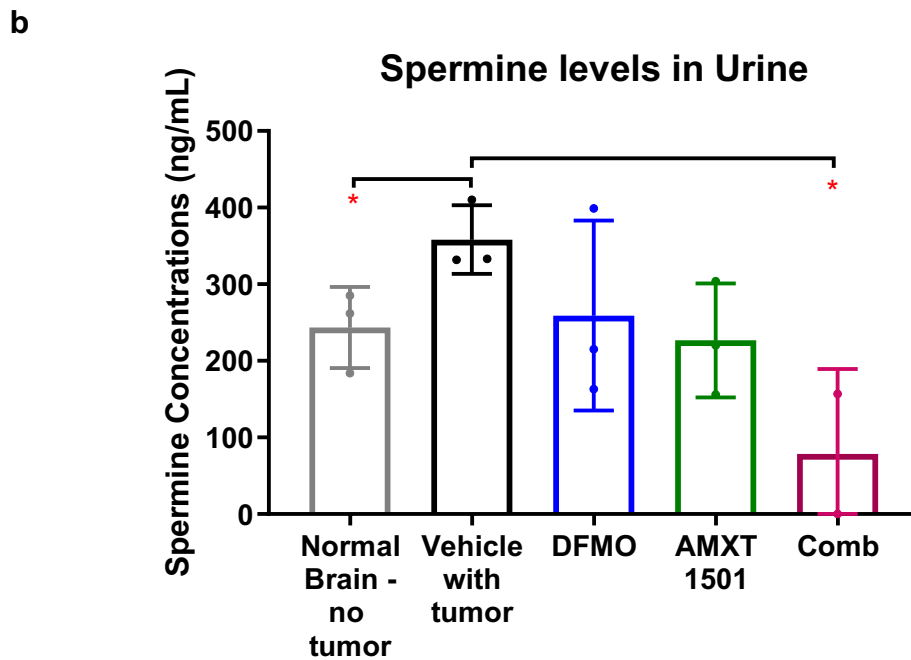 b
Spermine levels in Urine
Spermine Concentrations (ng/mL)
500
400
300
200
100
0
*
*
Normal
Brain -
no
tumor
Vehicle
with
tumor
DFMO
AMXT
1501
Comb